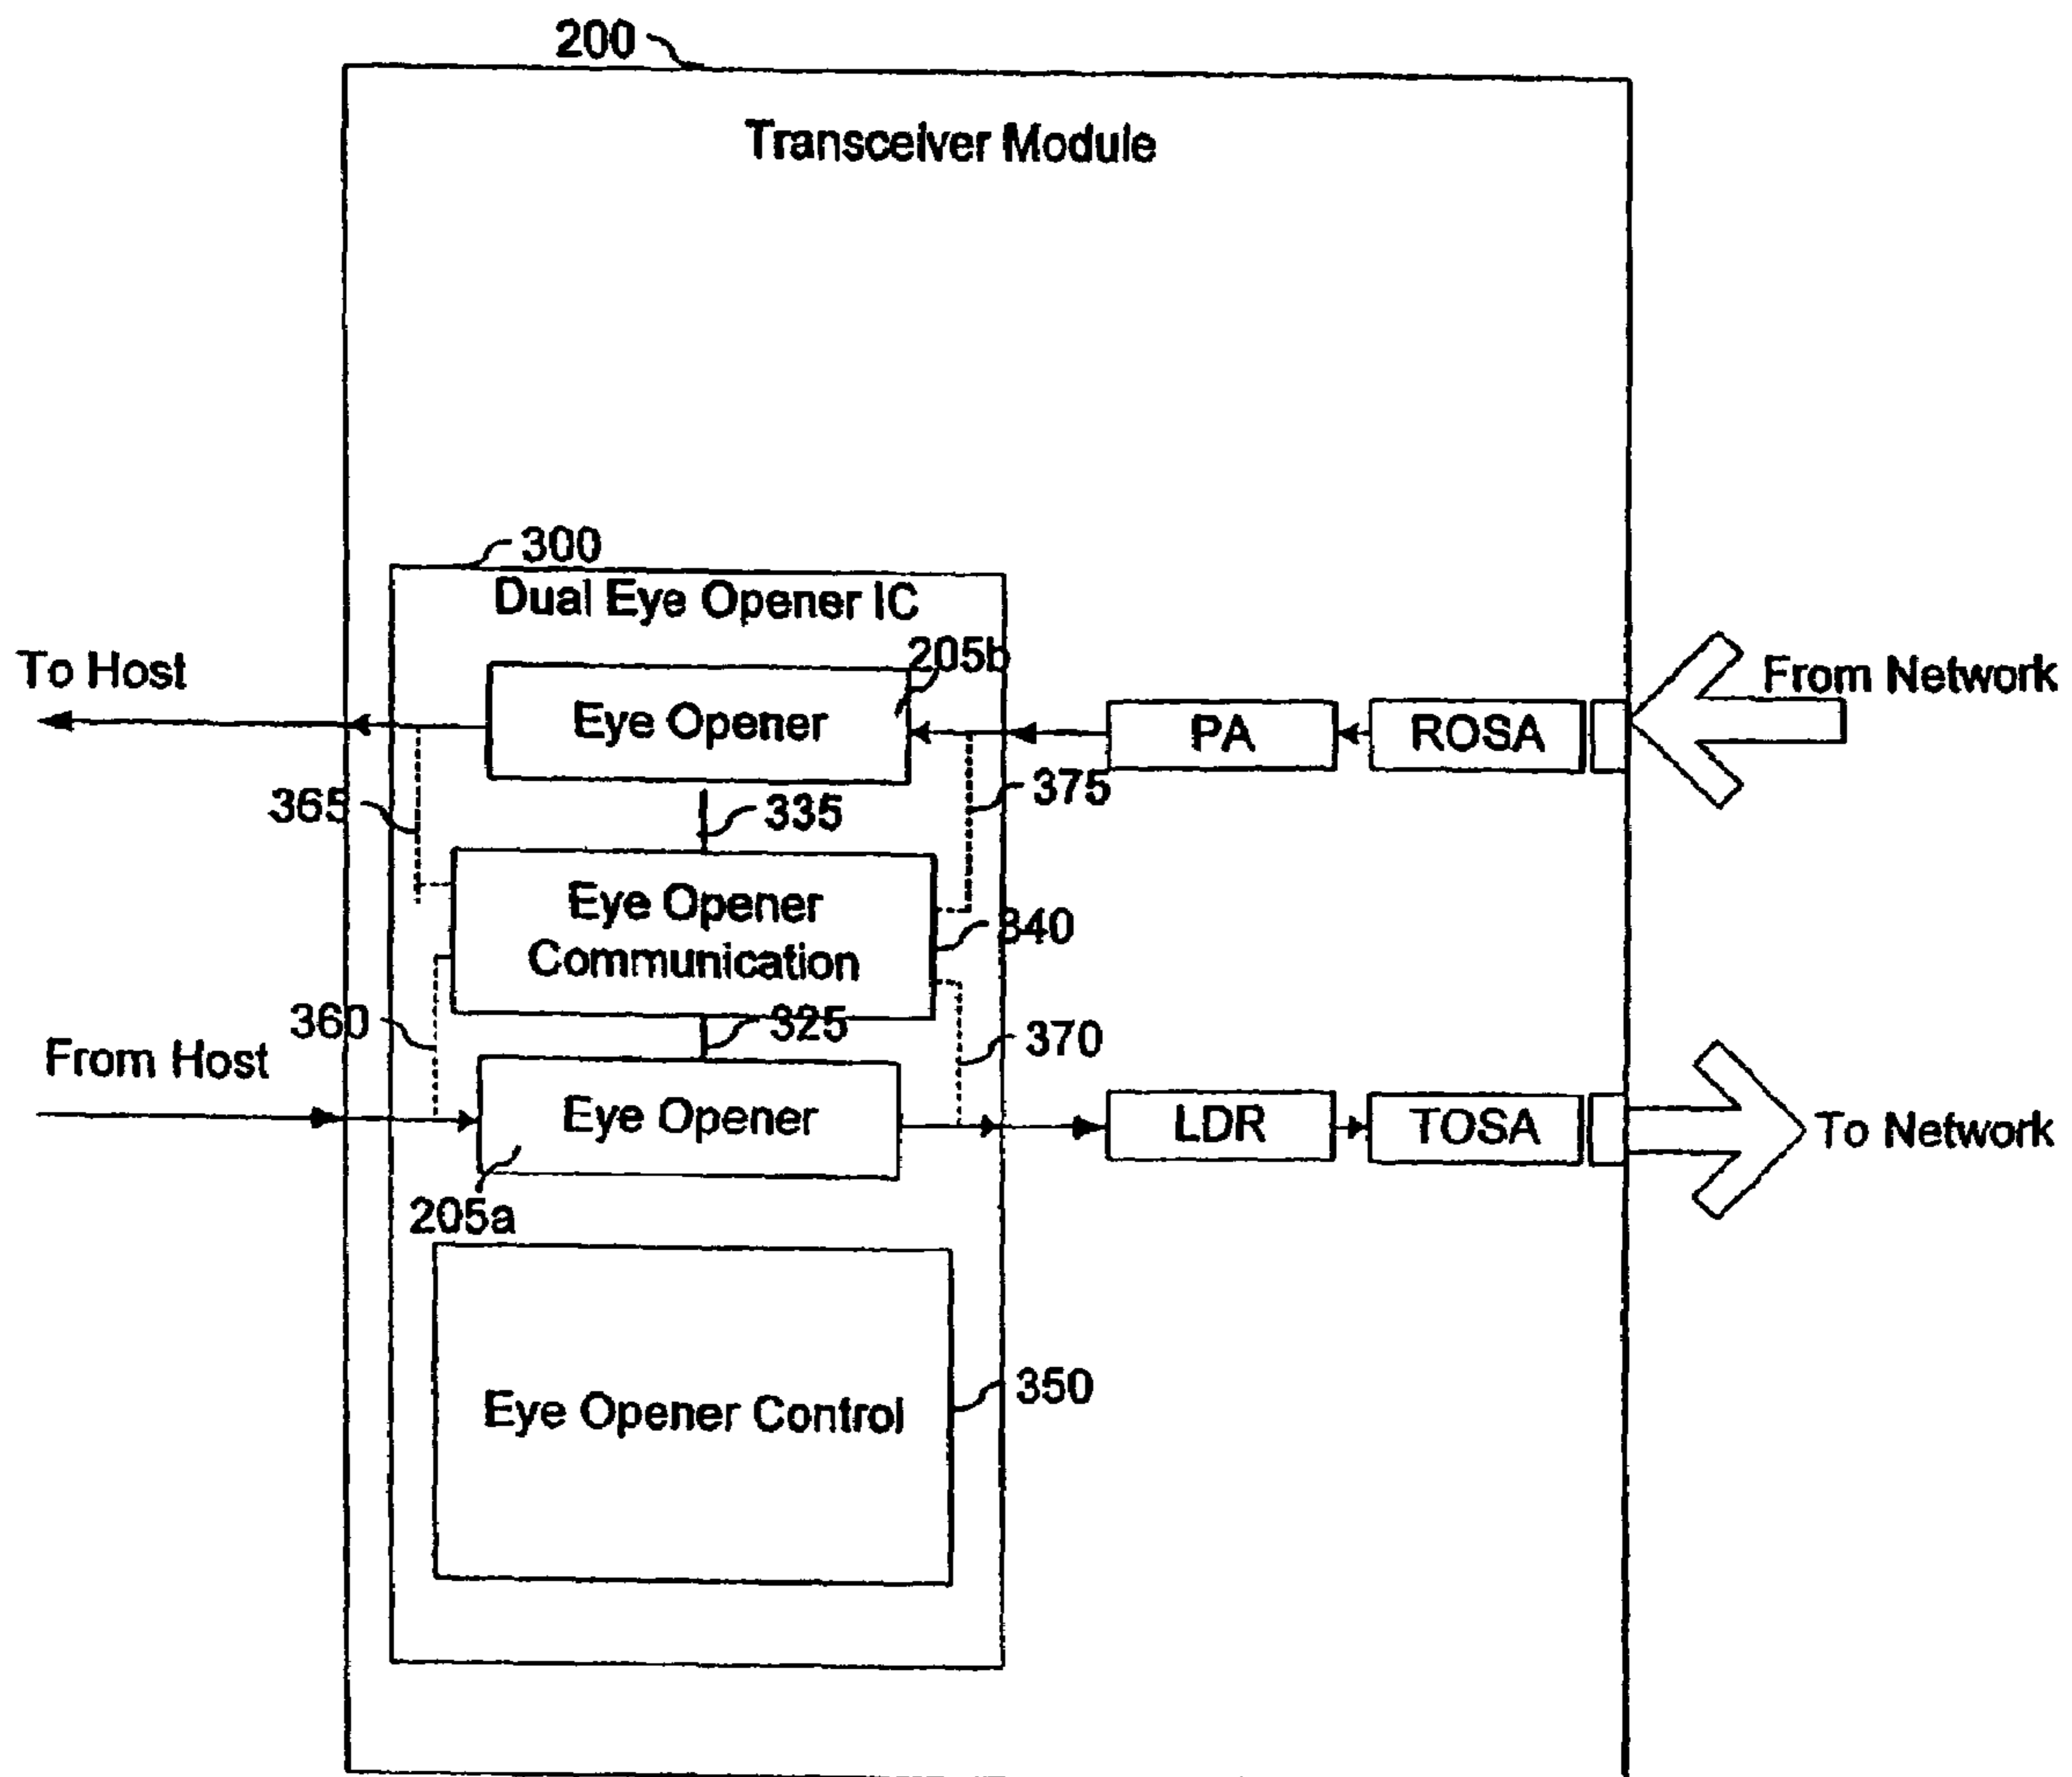 200
Transceiver Module
300
Dual Eye Opener IC
205b
To Host
From Network
Eye Opener
PA
ROSA
365
335
375
Eye Opener
Communication
340
360
325
370
From Host
Eye Opener
LDR
TOSA
To Network
205a
350
Eye Opener Control